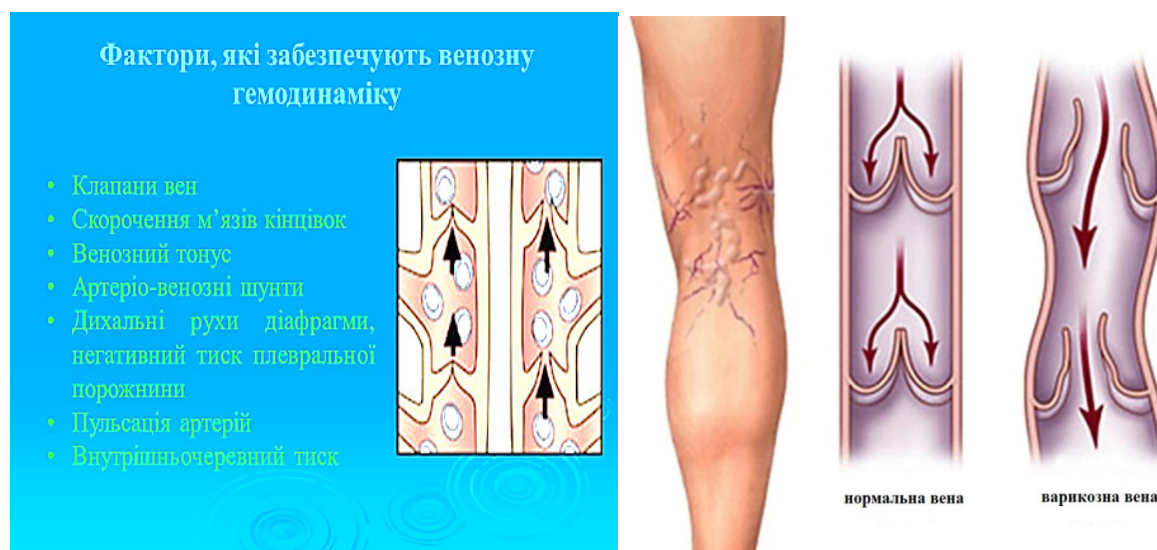 Фактори, які забезпечують венозну
гемодинаміку
• Клапани вен
• Скорочення м’язів кінцівок
• Венозний тонус
• Артеріо-венозні шунти
• Дихальні рухи діафрагми,
негативний тиск плевральної
порожнини
• Пульсація артерій
• Внутрішньочеревний тиск
нормальна вена
варикозна вена